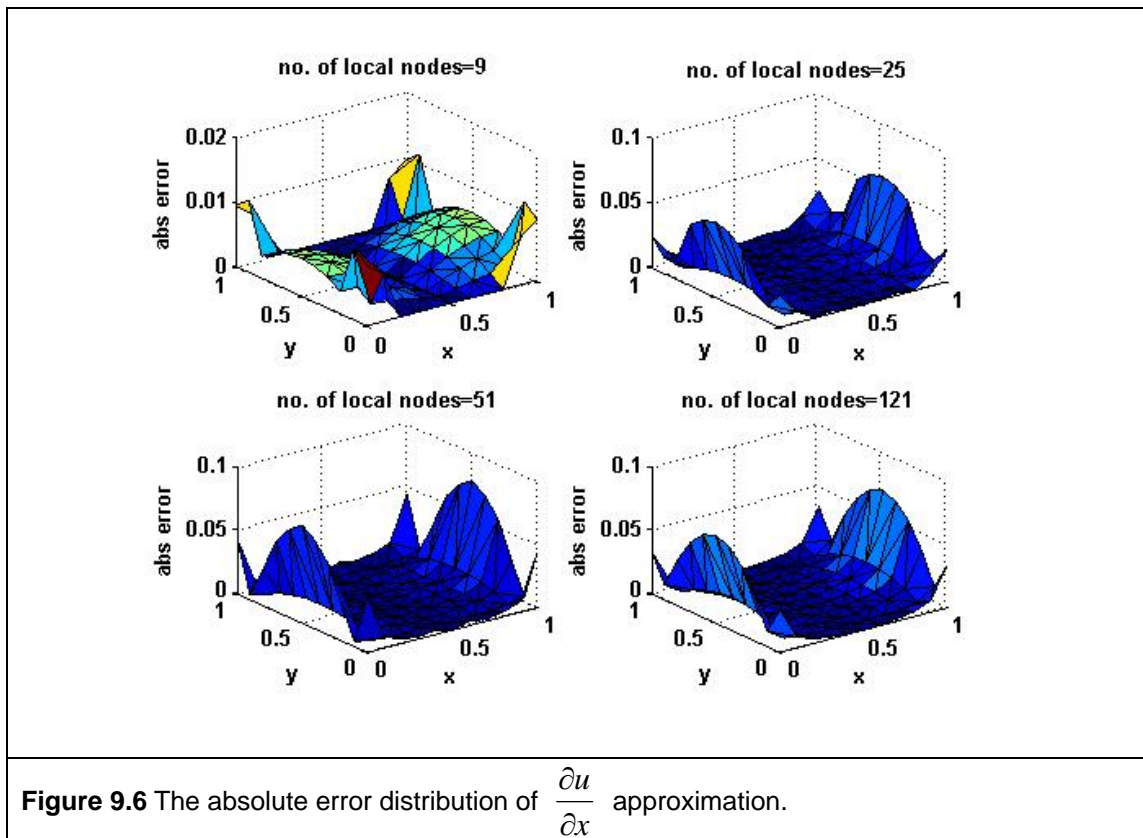 no. of local nodes=9
0.02
0.01
0
abs error
1
0.5
0
y
0
0.5
1
x
no. of local nodes=25
0.1
0.05
0
abs error
1
0.5
0
y
0
0.5
1
x
no. of local nodes=51
0.1
0.05
0
abs error
1
0.5
0
y
0
0.5
1
x
no. of local nodes=121
0.1
0.05
0
abs error
1
0.5
0
y
0
0.5
1
x
Figure 9.6 The absolute error distribution of ∂u/∂x approximation.